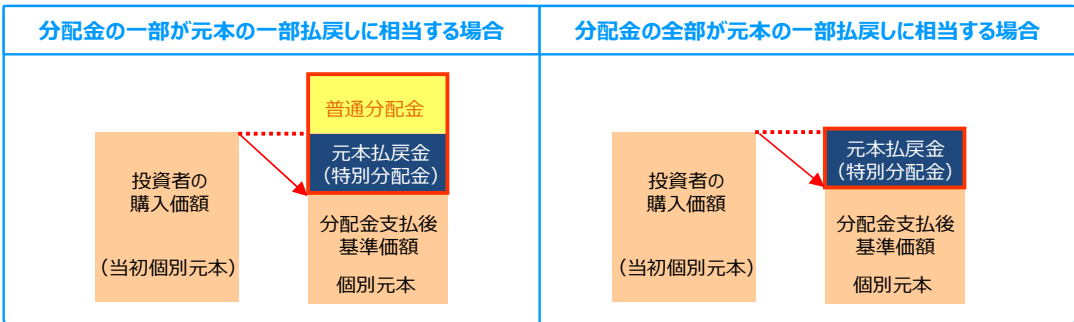 分配金の一部が元本の一部払戻しに相当する場合
普通分配金
元本払戻金
（特別分配金）
投資者の
購入価額
（当初個別元本）
分配金支払後
基準価額
個別元本
分配金の全部が元本の一部払戻しに相当する場合
元本払戻金
（特別分配金）
投資者の
購入価額
（当初個別元本）
分配金支払後
基準価額
個別元本